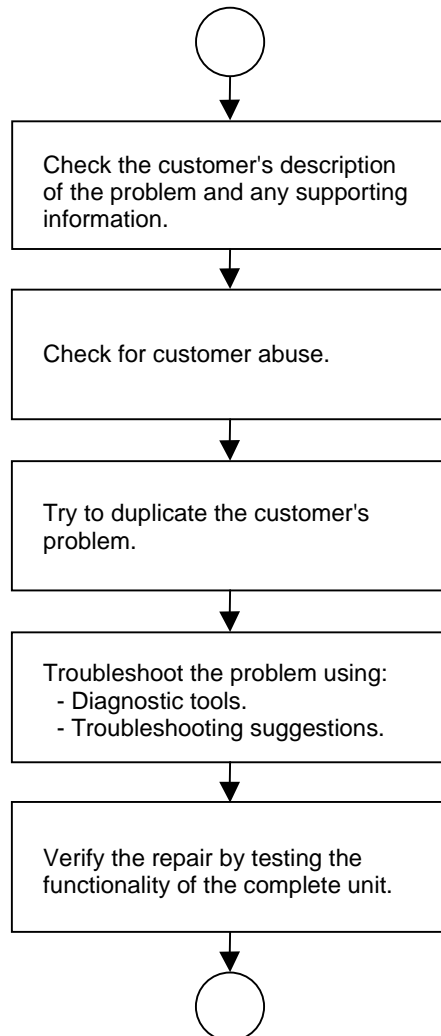 Check the customer's description
of the problem and any supporting
information.
Check for customer abuse.
Try to duplicate the customer's
problem.
Troubleshoot the problem using:
- Diagnostic tools.
- Troubleshooting suggestions.
Verify the repair by testing the
functionality of the complete unit.